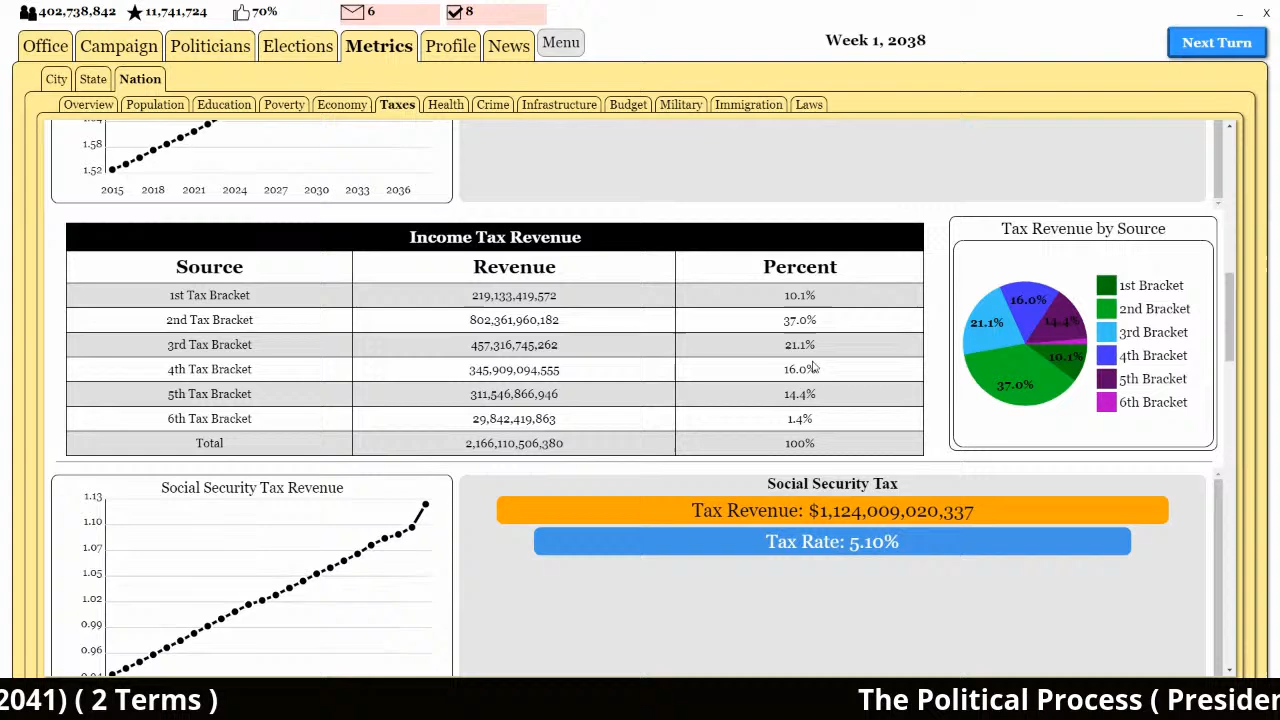 402,738,842 11,741,724 70% 6 8
Office Campaign Politicians Elections Metrics Profile News Menu Week 1, 2038 Next Turn
City State Nation
Overview Population Education Poverty Economy Taxes Health Crime Infrastructure Budget Military Immigration Laws
1.58
1.52
2015 2018 2021 2024 2027 2030 2033 2036
Income Tax Revenue
Source Revenue Percent
1st Tax Bracket 219,133,419,572 10.1%
2nd Tax Bracket 802,361,960,182 37.0%
3rd Tax Bracket 457,316,745,262 21.1%
4th Tax Bracket 345,909,094,555 16.0%
5th Tax Bracket 311,546,866,946 14.4%
6th Tax Bracket 29,842,419,863 1.4%
Total 2,166,110,506,380 100%
Tax Revenue by Source
16.0%
14.4%
21.1%
10.1%
37.0%
1st Bracket
2nd Bracket
3rd Bracket
4th Bracket
5th Bracket
6th Bracket
Social Security Tax Revenue
1.13
1.10
1.07
1.05
1.02
0.99
0.96
Social Security Tax
Tax Revenue: $1,124,009,020,337
Tax Rate: 5.10%
2041) ( 2 Terms ) The Political Process ( Presiden